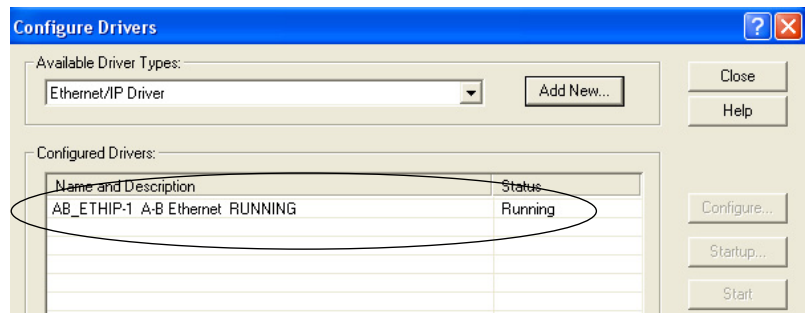 Configure Drivers
Available Driver Types:
Ethernet/IP Driver
Add New...
Close
Help
Configured Drivers:
Name and Description Status
AB_ETHIP-1 A-B Ethernet RUNNING Running
Configure...
Startup...
Start